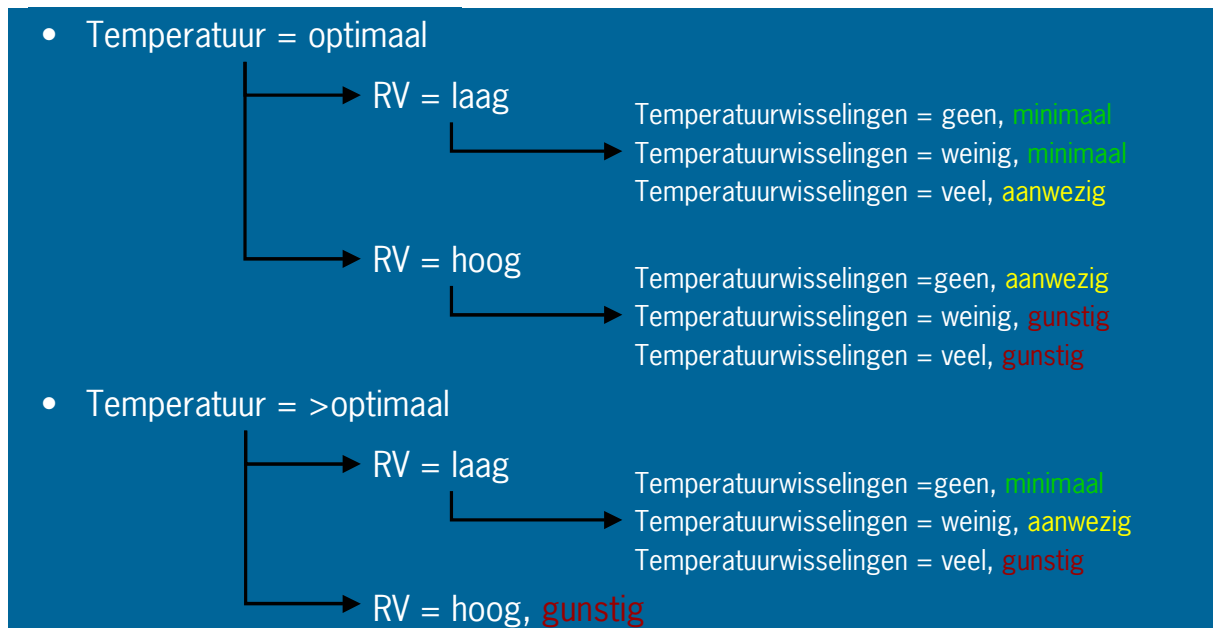 • Temperatuur = optimaal
RV = laag
Temperatuurwisselingen = geen, minimaal
Temperatuurwisselingen = weinig, minimaal
Temperatuurwisselingen = veel, aanwezig
RV = hoog
Temperatuurwisselingen =geen, aanwezig
Temperatuurwisselingen = weinig, gunstig
Temperatuurwisselingen = veel, gunstig
• Temperatuur = >optimaal
RV = laag
Temperatuurwisselingen =geen, minimaal
Temperatuurwisselingen = weinig, aanwezig
Temperatuurwisselingen = veel, gunstig
RV = hoog, gunstig